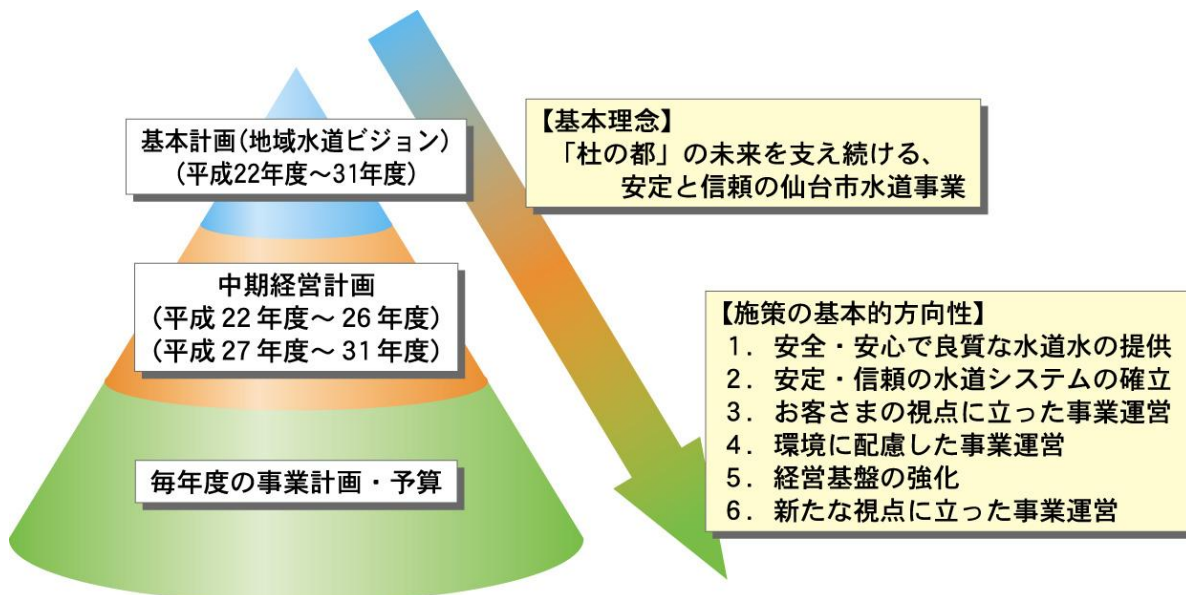 基本計画(地域水道ビジョン)
(平成22年度~31年度)
中期経営計画
(平成 22 年度~ 26 年度)
(平成 27 年度~ 31 年度)
毎年度の事業計画・予算
【基本理念】
「杜の都」の未来を支え続ける、
安定と信頼の仙台市水道事業
【施策の基本的方向性】
1. 安全・安心で良質な水道水の提供
2. 安定・信頼の水道システムの確立
3. お客さまの視点に立った事業運営
4. 環境に配慮した事業運営
5. 経営基盤の強化
6. 新たな視点に立った事業運営